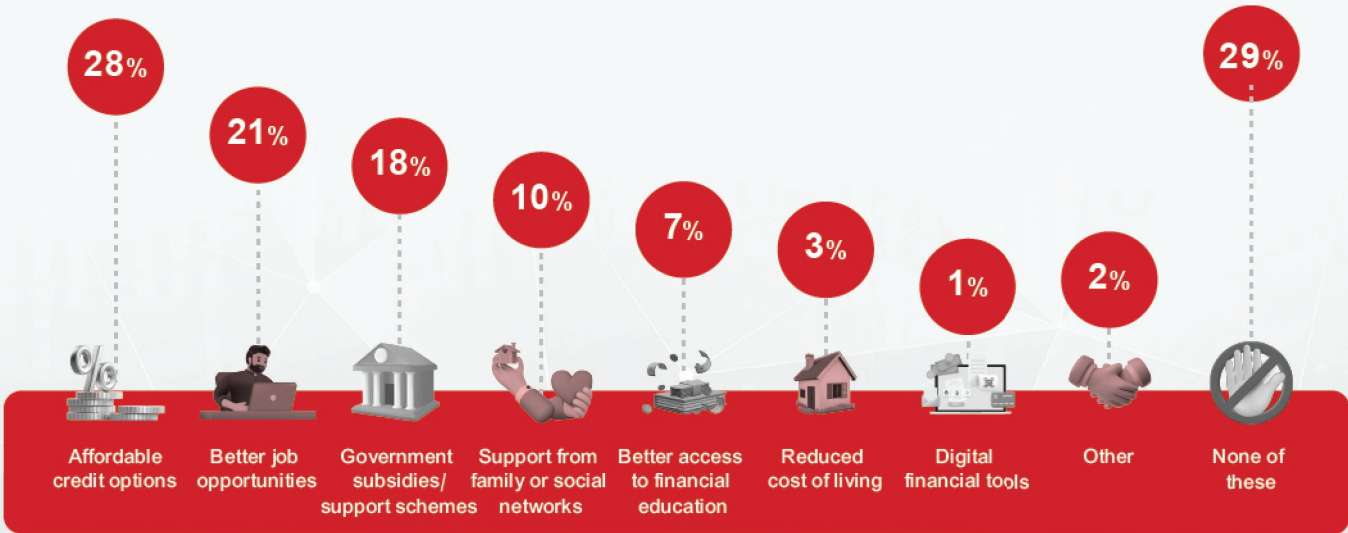 28%
21%
18%
10%
7%
3%
1%
2%
29%
Affordable
credit options
Better job
opportunities
Government
subsidies/
support schemes
Support from
family or social
networks
Better access
to financial
education
Reduced
cost of living
Digital
financial tools
Other
None of
these